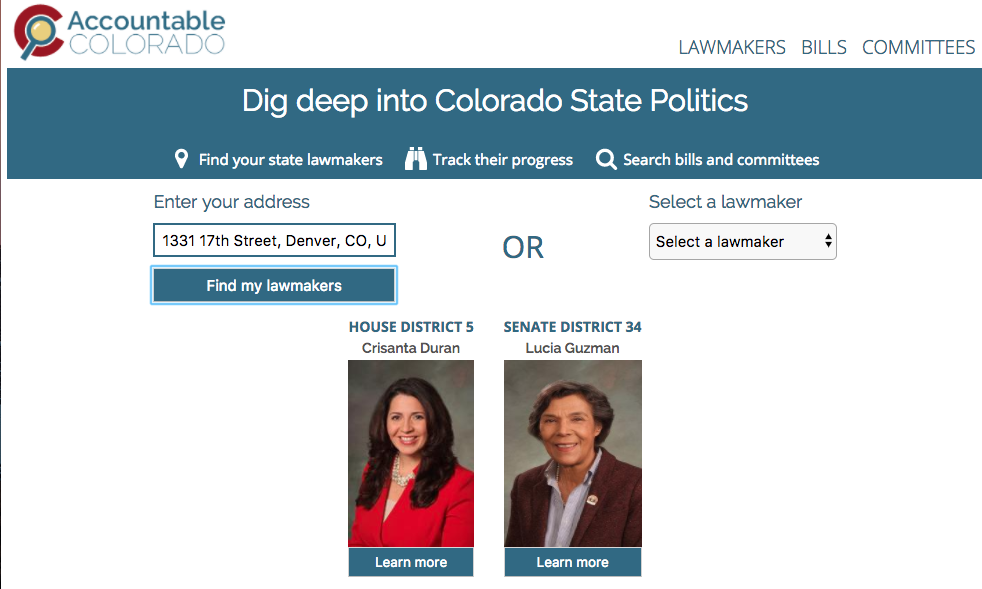 Accountable
COLORADO
LAWMAKERS BILLS COMMITTEES
Dig deep into Colorado State Politics
Find your state lawmakers Track their progress Search bills and committees
Enter your address
1331 17th Street, Denver, CO, U
Find my lawmakers
OR
Select a lawmaker
Select a lawmaker
HOUSE DISTRICT 5
Crisanta Duran
Learn more
SENATE DISTRICT 34
Lucia Guzman
Learn more